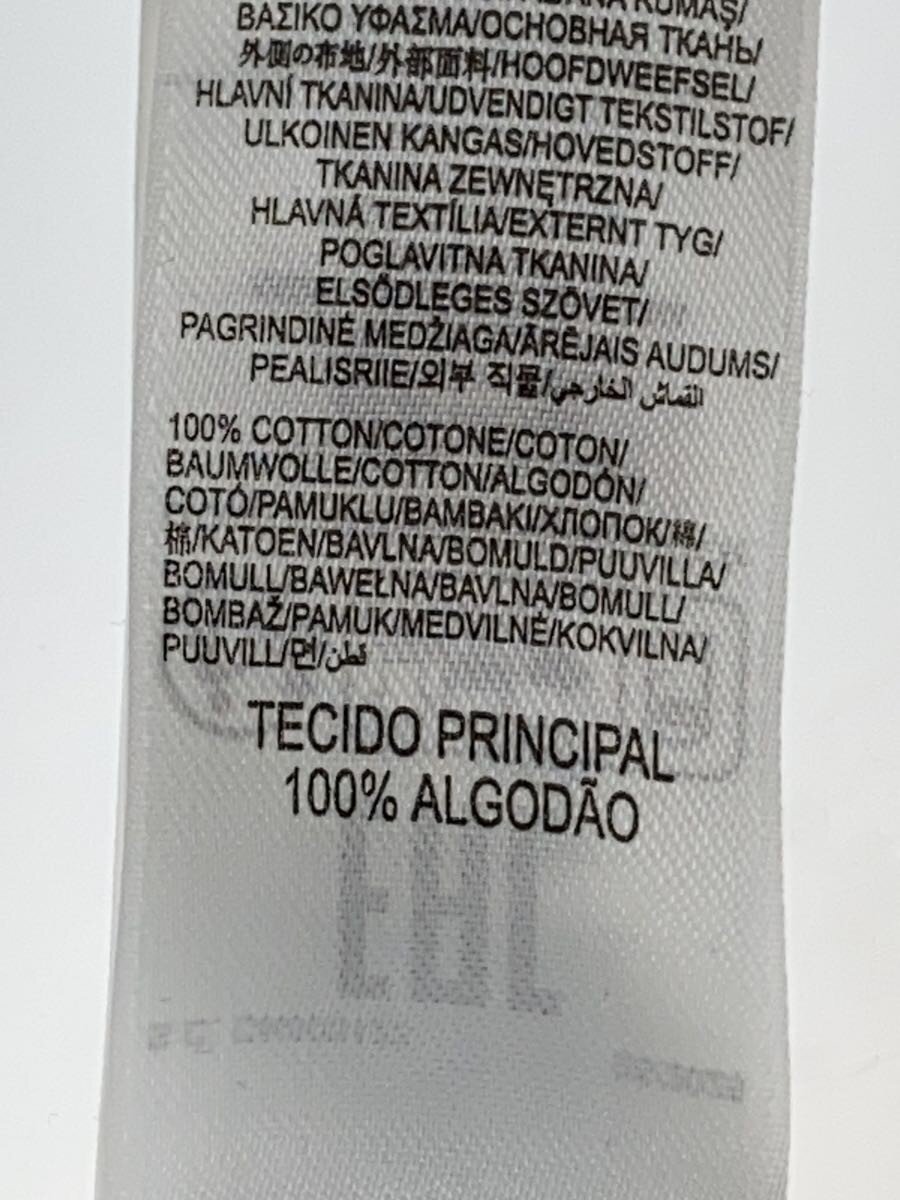 KUMAŞ/
ΒΑΣΙΚΟ ΥΦΑΣΜΑ/ОСНОВНАЯ ТКАНЬ/
外側の布地/外部面料/HOOFDWEEFSEL/
HLAVNÍ TKANINA/UDVENDIGT TEKSTILSTOF/
ULKOINEN KANGAS/HOVEDSTOFF/
TKANINA ZEWNĘTRZNA/
HLAVNÁ TEXTÍLIA/EXTERNT TYG/
POGLAVITNA TKANINA/
ELSŐDLEGES SZÖVET/
PAGRINDINĖ MEDŽIAGA/ĀRĒJAIS AUDUMS/
PEALISRIIE/외부 직물/القماش الخارجي
100% COTTON/COTONE/COTON/
BAUMWOLLE/COTTON/ALGODÓN/
COTÓ/PAMUKLU/BAMBAKI/ХЛОПОК/綿/
棉/KATOEN/BAVLNA/BOMULD/PUUVILLA/
BOMULL/BAWEŁNA/BAVLNA/BOMULL/
BOMBAŽ/PAMUK/MEDVILNĖ/KOKVILNA/
PUUVILL/면/قطن
TECIDO PRINCIPAL
100% ALGODÃO